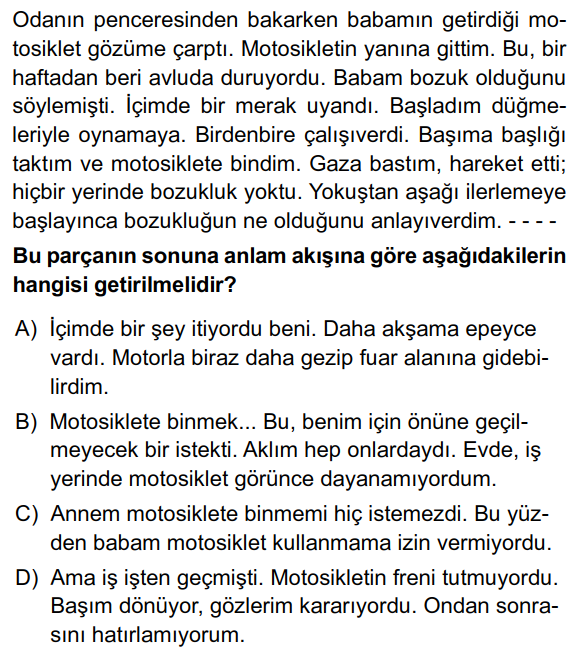 Odanın penceresinden bakarken babamın getirdiği mo-
tosiklet gözüme çarptı. Motosikletin yanına gittim. Bu, bir
haftadan beri avluda duruyordu. Babam bozuk olduğunu
söylemişti. İçimde bir merak uyandı. Başladım düğme-
leriyle oynamaya. Birdenbire çalışıverdi. Başıma başlığı
taktım ve motosiklete bindim. Gaza bastım, hareket etti;
hiçbir yerinde bozukluk yoktu. Yokuştan aşağı ilerlemeye
başlayınca bozukluğun ne olduğunu anlayıverdim. - - - -
Bu parçanın sonuna anlam akışına göre aşağıdakilerin
hangisi getirilmelidir?
A) İçimde bir şey itiyordu beni. Daha akşama epeyce
vardı. Motorla biraz daha gezip fuar alanına gidebi-
lirdim.
B) Motosiklete binmek... Bu, benim için önüne geçil-
meyecek bir istekti. Aklım hep onlardaydı. Evde, iş
yerinde motosiklet görünce dayanamıyordum.
C) Annem motosiklete binmemi hiç istemezdi. Bu yüz-
den babam motosiklet kullanmama izin vermiyordu.
D) Ama iş işten geçmişti. Motosikletin freni tutmuyordu.
Başım dönüyor, gözlerim kararıyordu. Ondan sonra-
sını hatırlamıyorum.